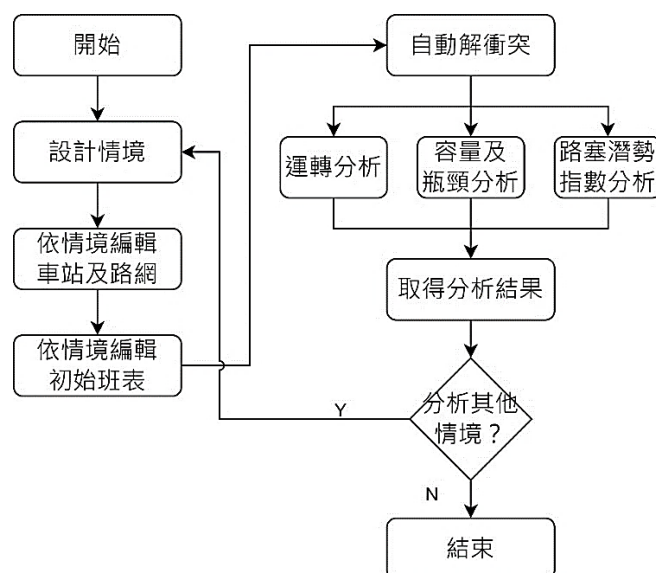 開始
設計情境
依情境編輯
車站及路網
依情境編輯
初始班表
自動解衝突
運轉分析
容量及
瓶頸分析
路塞潛勢
指數分析
取得分析結果
分析其他
情境？
Y
N
結束